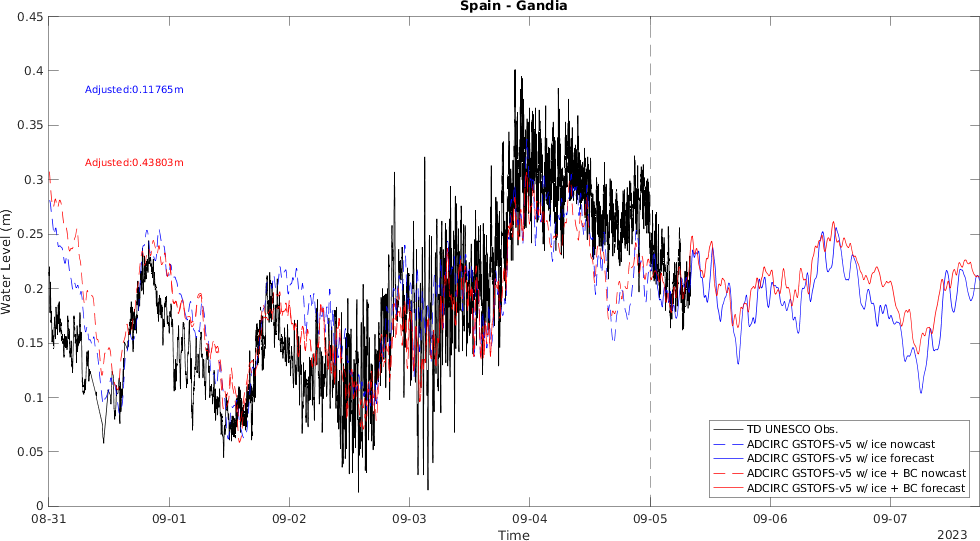 Spain - Gandia
0.45
0.4
0.35
0.3
0.25
0.2
0.15
0.1
0.05
0
Water Level (m)
Adjusted:0.11765m
Adjusted:0.43803m
TD UNESCO Obs.
ADCIRC GSTOFS-v5 w/ ice nowcast
ADCIRC GSTOFS-v5 w/ ice forecast
ADCIRC GSTOFS-v5 w/ ice + BC nowcast
ADCIRC GSTOFS-v5 w/ ice + BC forecast
08-31 09-01 09-02 09-03 09-04 09-05 09-06 09-07
Time
2023